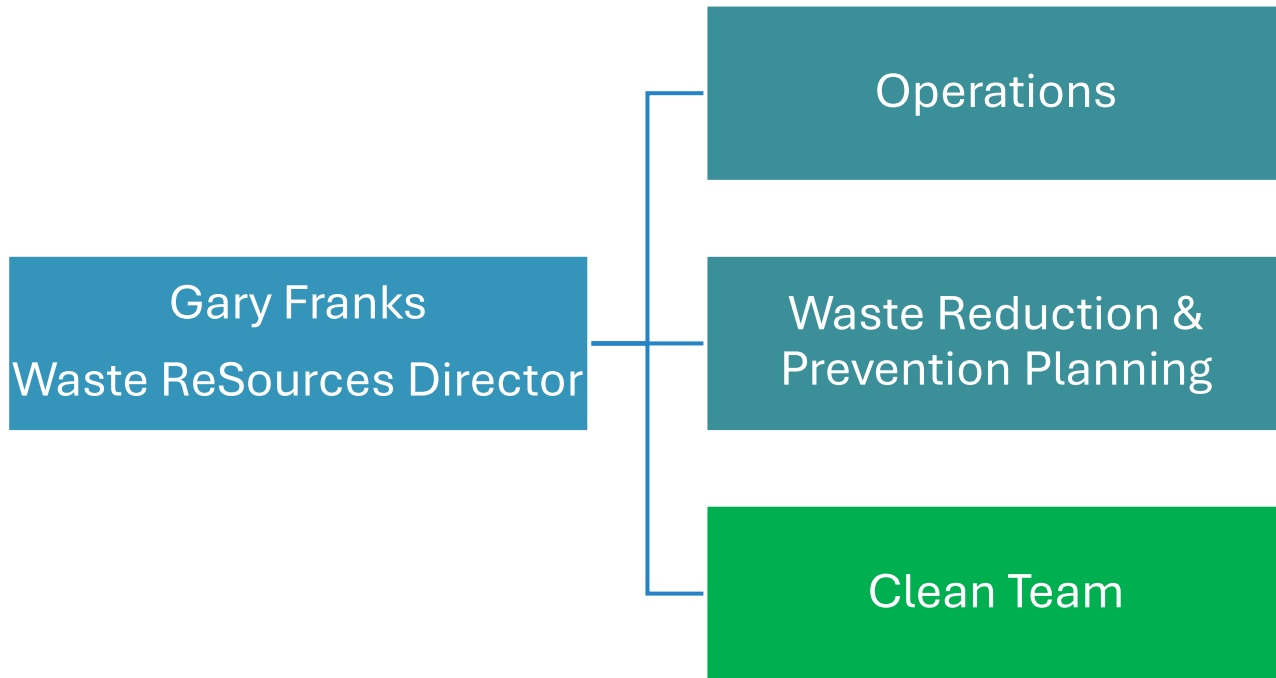 Operations
Gary Franks
Waste ReSources Director
Waste Reduction &
Prevention Planning
Clean Team